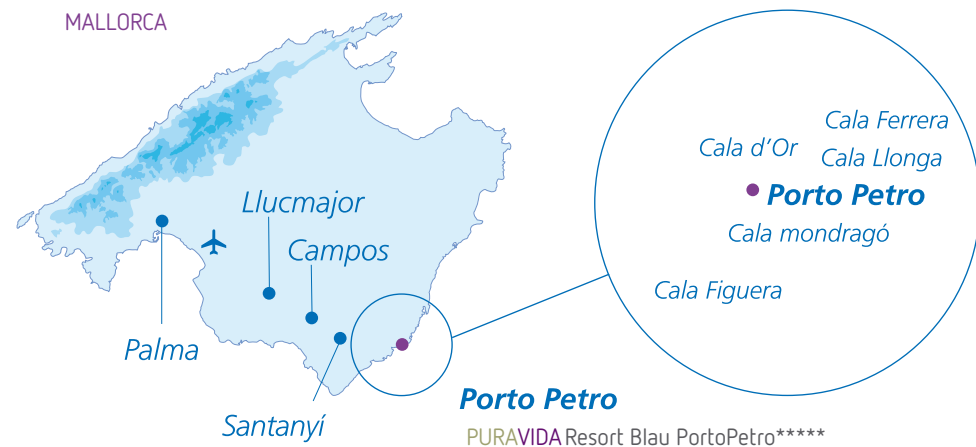 MALLORCA
Llucmajor
Campos
Palma
Santanyí
Porto Petro
PURAVIDA Resort Blau PortoPetro*****
Cala Ferrera
Cala d'Or
Cala Llonga
Porto Petro
Cala mondragó
Cala Figuera